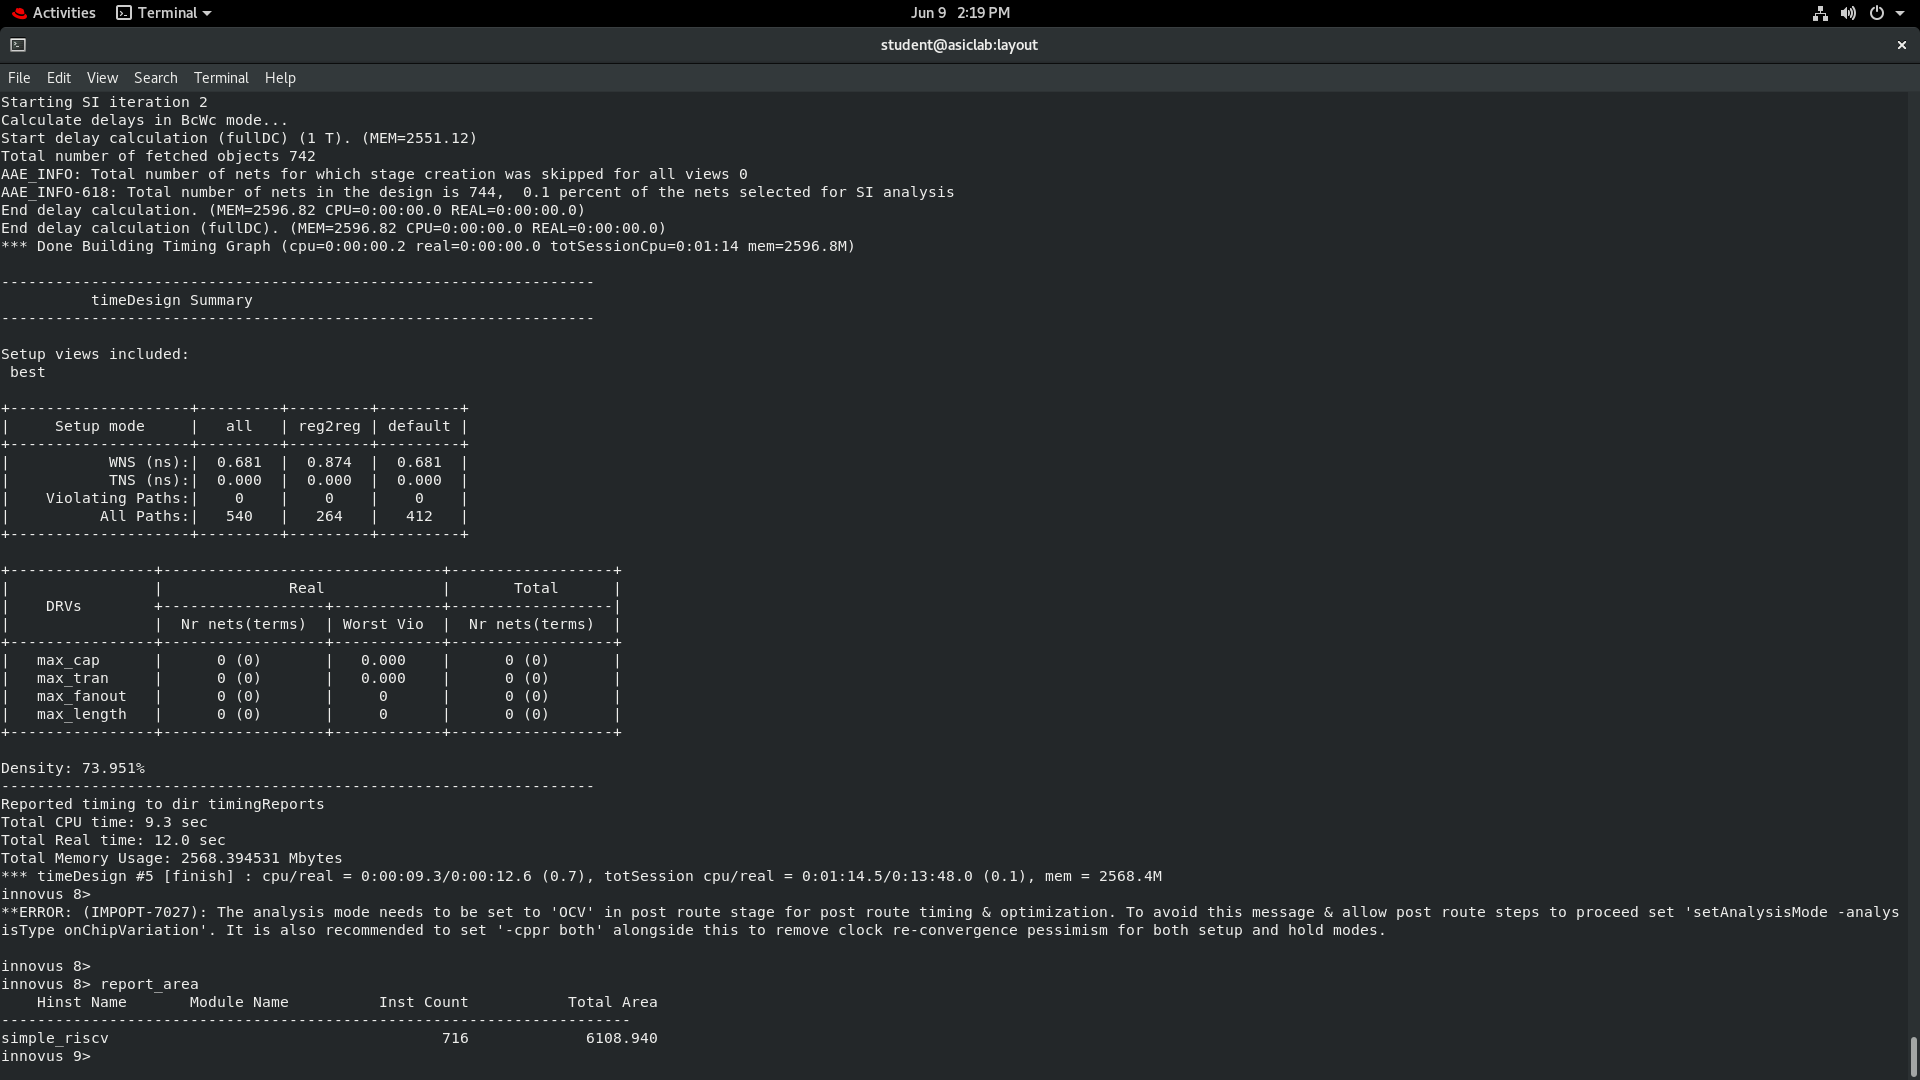 Activities Terminal Jun 9 2:19 PM
student@asiclab:layout
File Edit View Search Terminal Help
Starting SI iteration 2
Calculate delays in BcWc mode...
Start delay calculation (fullDC) (1 T). (MEM=2551.12)
Total number of fetched objects 742
AAE_INFO: Total number of nets for which stage creation was skipped for all views 0
AAE_INFO-618: Total number of nets in the design is 744,  0.1 percent of the nets selected for SI analysis
End delay calculation. (MEM=2596.82 CPU=0:00:00.0 REAL=0:00:00.0)
End delay calculation (fullDC). (MEM=2596.82 CPU=0:00:00.0 REAL=0:00:00.0)
*** Done Building Timing Graph (cpu=0:00:00.2 real=0:00:00.0 totSessionCpu=0:01:14 mem=2596.8M)
------------------------------------------------------------------
          timeDesign Summary
------------------------------------------------------------------
Setup views included:
 best
+--------------------+---------+---------+---------+
|     Setup mode     |   all   | reg2reg | default |
+--------------------+---------+---------+---------+
|           WNS (ns):|  0.681  |  0.874  |  0.681  |
|           TNS (ns):|  0.000  |  0.000  |  0.000  |
|    Violating Paths:|    0    |    0    |    0    |
|          All Paths:|   540   |   264   |   412   |
+--------------------+---------+---------+---------+
+----------------+-------------------------------+------------------+
|                |              Real             |       Total      |
|    DRVs        +------------------+------------+------------------|
|                |  Nr nets(terms)  | Worst Vio  |  Nr nets(terms)  |
+----------------+------------------+------------+------------------+
|   max_cap      |      0 (0)       |   0.000    |      0 (0)       |
|   max_tran     |      0 (0)       |   0.000    |      0 (0)       |
|   max_fanout   |      0 (0)       |     0      |      0 (0)       |
|   max_length   |      0 (0)       |     0      |      0 (0)       |
+----------------+------------------+------------+------------------+
Density: 73.951%
------------------------------------------------------------------
Reported timing to dir timingReports
Total CPU time: 9.3 sec
Total Real time: 12.0 sec
Total Memory Usage: 2568.394531 Mbytes
*** timeDesign #5 [finish] : cpu/real = 0:00:09.3/0:00:12.6 (0.7), totSession cpu/real = 0:01:14.5/0:13:48.0 (0.1), mem = 2568.4M
innovus 8>
**ERROR: (IMPOPT-7027): The analysis mode needs to be set to 'OCV' in post route stage for post route timing & optimization. To avoid this message & allow post route steps to proceed set 'setAnalysisMode -analys
isType onChipVariation'. It is also recommended to set '-cppr both' alongside this to remove clock re-convergence pessimism for both setup and hold modes.
innovus 8>
innovus 8> report_area
    Hinst Name       Module Name          Inst Count           Total Area
----------------------------------------------------------------------
simple_riscv                                     716             6108.940
innovus 9>